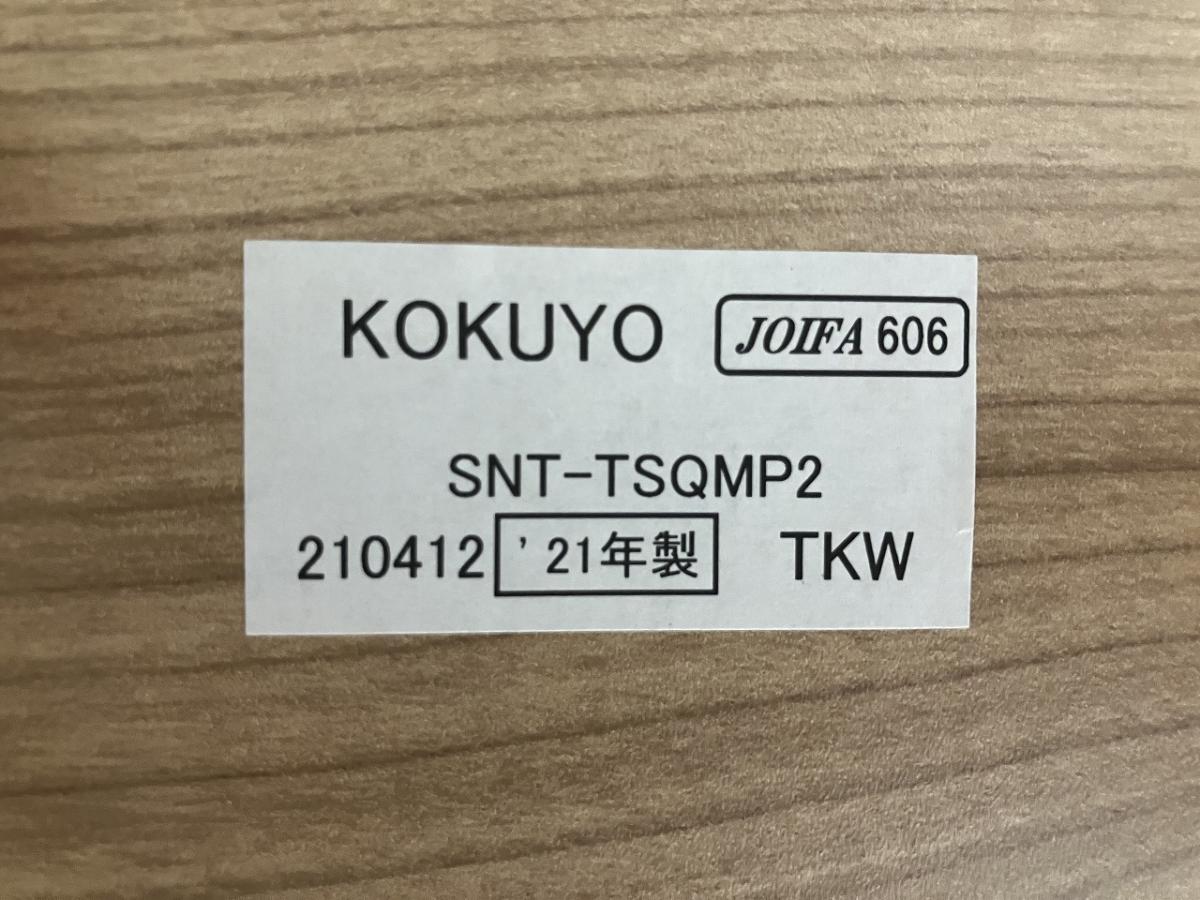 KOKUYO JOIFA 606
SNT-TSQMP2
210412 '21年製 TKW